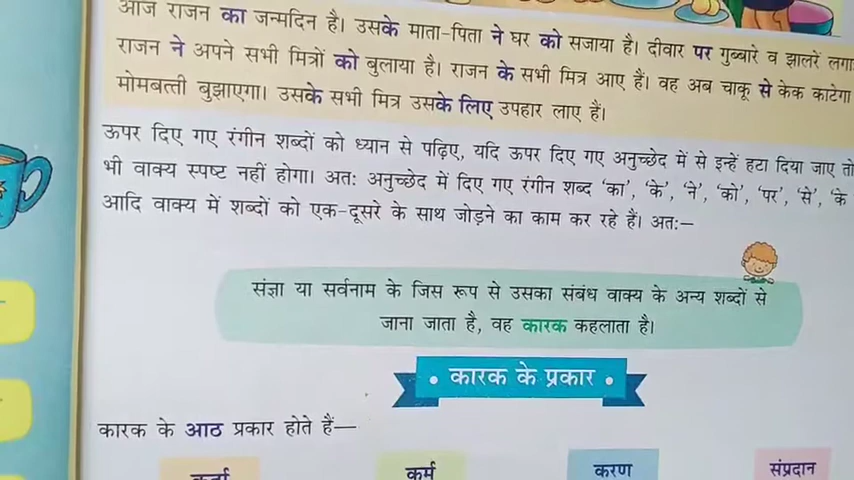 आज राजन का जन्मदिन है। उसके माता-पिता ने घर को सजाया है। दीवार पर गुब्बारे व झालरें लगा
राजन ने अपने सभी मित्रों को बुलाया है। राजन के सभी मित्र आए हैं। वह अब चाकू से केक काटेगा
मोमबत्ती बुझाएगा। उसके सभी मित्र उसके लिए उपहार लाए हैं।
ऊपर दिए गए रंगीन शब्दों को ध्यान से पढ़िए, यदि ऊपर दिए गए अनुच्छेद में से इन्हें हटा दिया जाए तो
भी वाक्य स्पष्ट नहीं होगा। अतः अनुच्छेद में दिए गए रंगीन शब्द ‘का’, ‘के’, ‘ने’, ‘को’, ‘पर’, ‘से’, ‘के
आदि वाक्य में शब्दों को एक-दूसरे के साथ जोड़ने का काम कर रहे हैं। अतः—
संज्ञा या सर्वनाम के जिस रूप से उसका संबंध वाक्य के अन्य शब्दों से
जाना जाता है, वह कारक कहलाता है।
कारक के प्रकार
कारक के आठ प्रकार होते हैं—
कर्ता कर्म करण संप्रदान